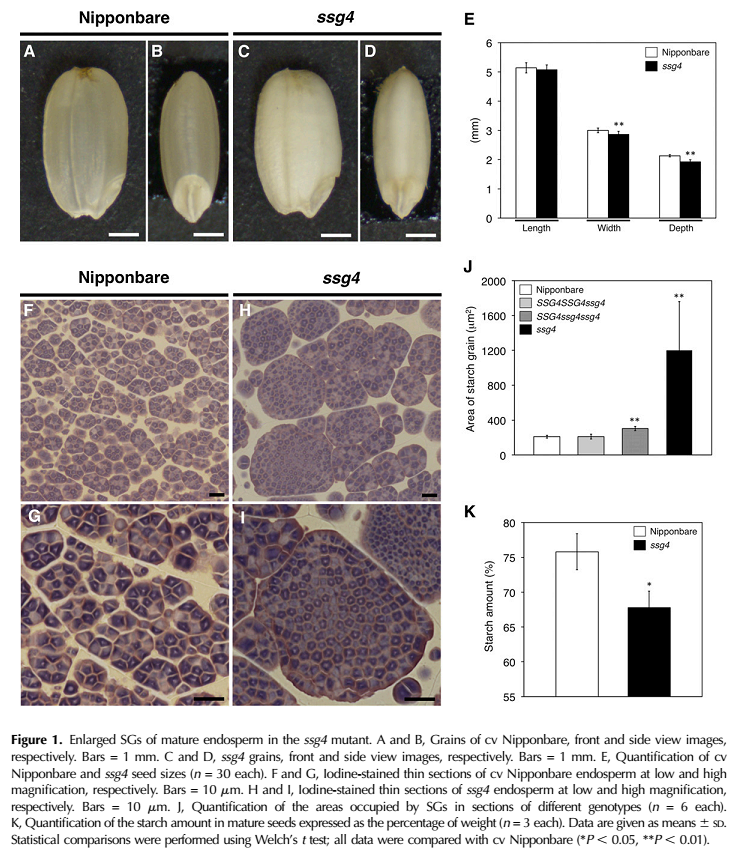 Nipponbare
ssg4
A
B
C
D
E
6
5
4
3
2
1
0
(mm)
Nipponbare
ssg4
**
**
Length
Width
Depth
Nipponbare
ssg4
F
H
G
I
J
2000
1600
1200
800
400
0
Area of starch grain (μm²)
Nipponbare
SSG4SSG4ssg4
SSG4ssg4ssg4
ssg4
**
**
K
80
75
70
65
60
55
Starch amount (%)
Nipponbare
ssg4
*
Figure 1. Enlarged SGs of mature endosperm in the ssg4 mutant. A and B, Grains of cv Nipponbare, front and side view images,
respectively. Bars = 1 mm. C and D, ssg4 grains, front and side view images, respectively. Bars = 1 mm. E, Quantification of cv
Nipponbare and ssg4 seed sizes (n = 30 each). F and G, Iodine-stained thin sections of cv Nipponbare endosperm at low and high
magnification, respectively. Bars = 10 μm. H and I, Iodine-stained thin sections of ssg4 endosperm at low and high magnification,
respectively. Bars = 10 μm. J, Quantification of the areas occupied by SGs in sections of different genotypes (n = 6 each).
K, Quantification of the starch amount in mature seeds expressed as the percentage of weight (n = 3 each). Data are given as means ± SD.
Statistical comparisons were performed using Welch's t test; all data were compared with cv Nipponbare (*P < 0.05, **P < 0.01).